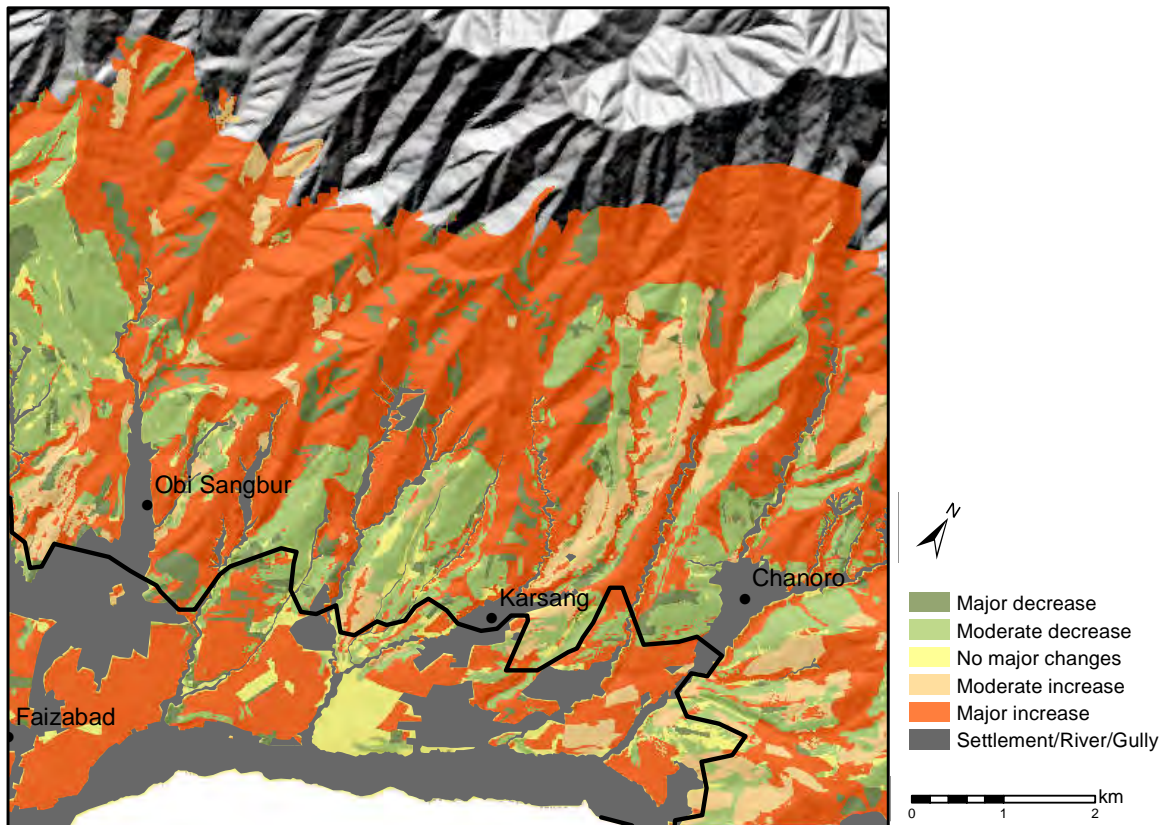 Obi Sangbur
Karsang
Chanoro
Faizabad
N
Major decrease
Moderate decrease
No major changes
Moderate increase
Major increase
Settlement/River/Gully
km
0 1 2